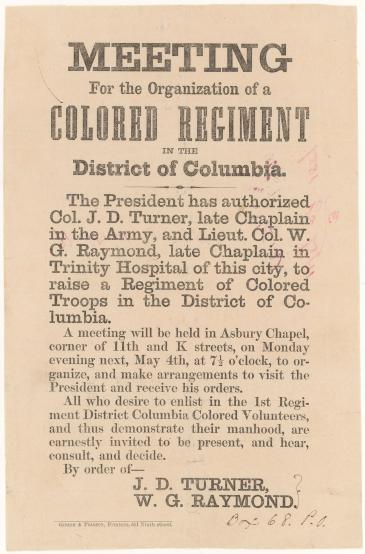 MEETING
For the Organization of a
COLORED REGIMENT
IN THE
District of Columbia.
The President has authorized
Col. J. D. Turner, late Chaplain
in the Army, and Lieut. Col. W.
G. Raymond, late Chaplain in
Trinity Hospital of this city, to
raise a Regiment of Colored
Troops in the District of Co-
lumbia.
A meeting will be held in Asbury Chapel,
corner of 11th and K streets, on Monday
evening next, May 4th, at 7½ o'clock, to or-
ganize, and make arrangements to visit the
President and receive his orders.
All who desire to enlist in the 1st Regi-
ment District Columbia Colored Volunteers,
and thus demonstrate their manhood, are
earnestly invited to be present, and hear,
consult, and decide.
By order of—
J. D. TURNER,
W. G. RAYMOND.
Printers, Ninth street.
Box 68. P.O.